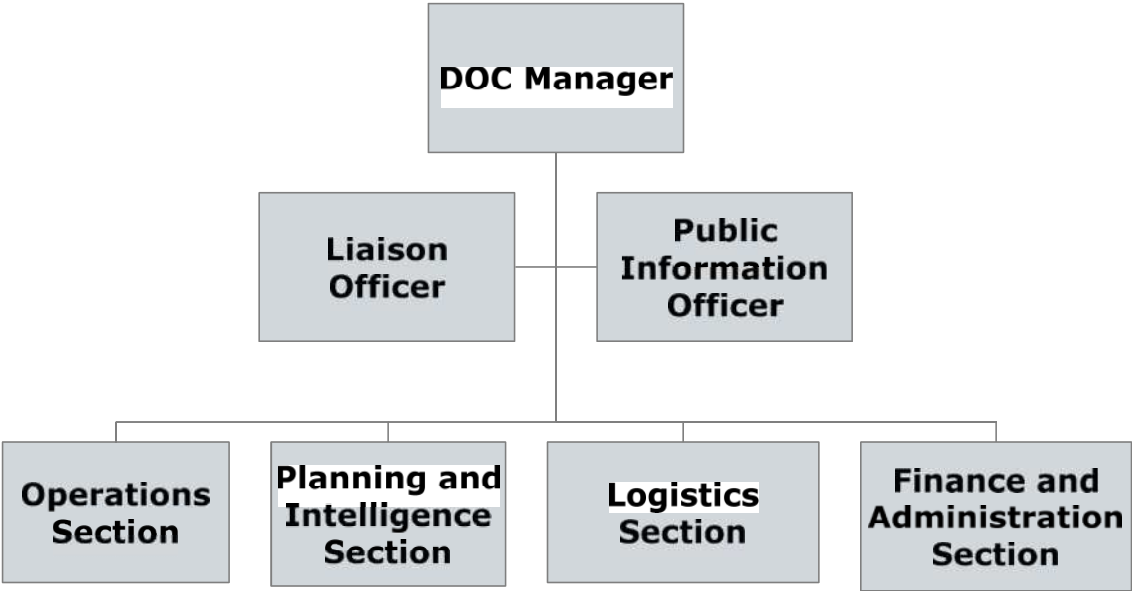 DOC Manager
Liaison
Officer
Public
Information
Officer
Operations
Section
Planning and
Intelligence
Section
Logistics
Section
Finance and
Administration
Section